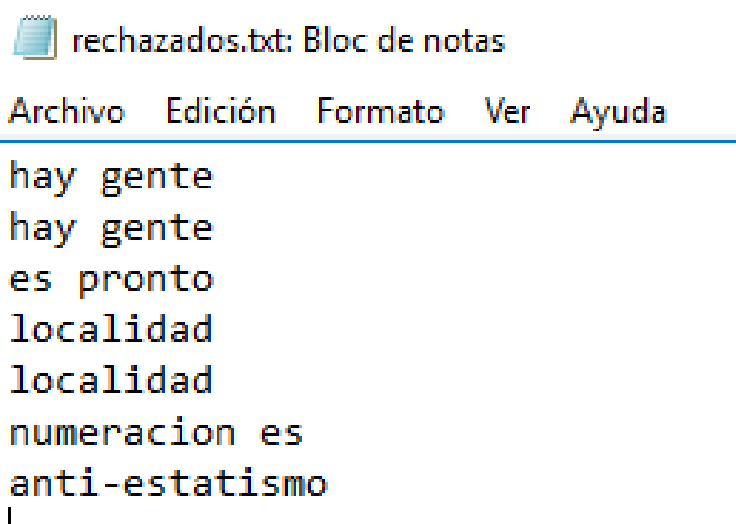 rechazados.txt: Bloc de notas
Archivo Edición Formato Ver Ayuda
hay gente
hay gente
es pronto
localidad
localidad
numeracion es
anti-estatismo